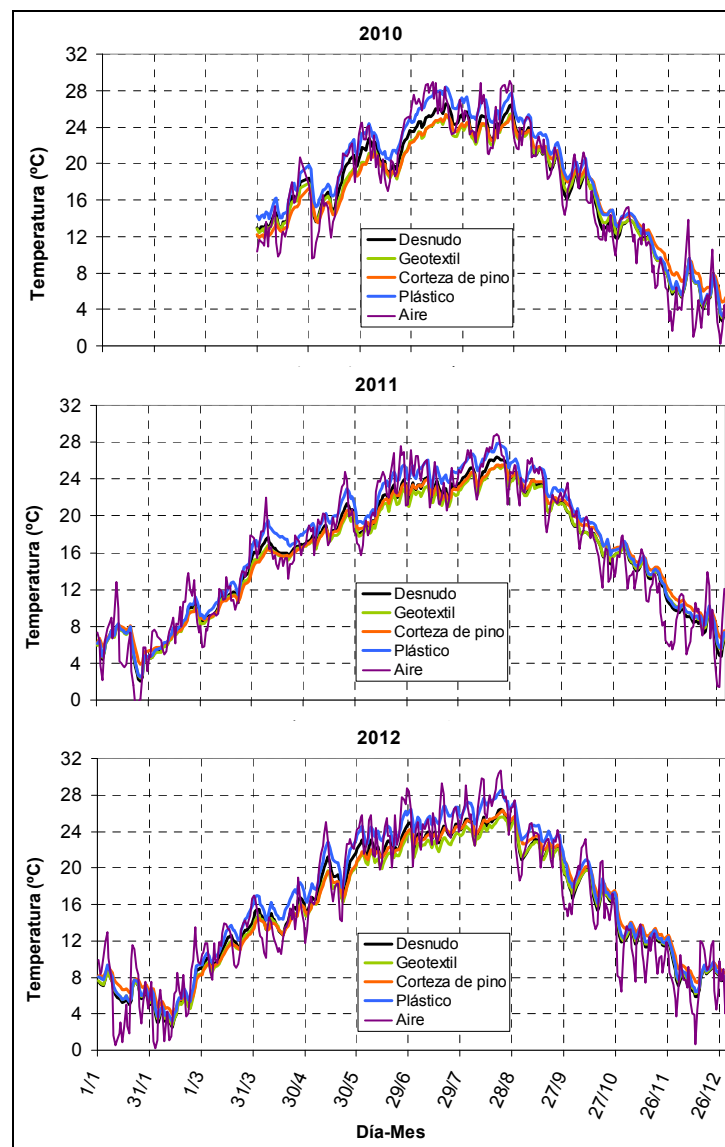 2010
32
28
24
20
16
12
8
4
0
Temperatura (ºC)
Desnudo
Geotextil
Corteza de pino
Plástico
Aire
2011
32
28
24
20
16
12
8
4
0
Temperatura (ºC)
Desnudo
Geotextil
Corteza de pino
Plástico
Aire
2012
32
28
24
20
16
12
8
4
0
Temperatura (ºC)
Desnudo
Geotextil
Corteza de pino
Plástico
Aire
1/1
31/1
1/3
31/3
30/4
30/5
29/6
29/7
28/8
27/9
27/10
26/11
26/12
Día-Mes